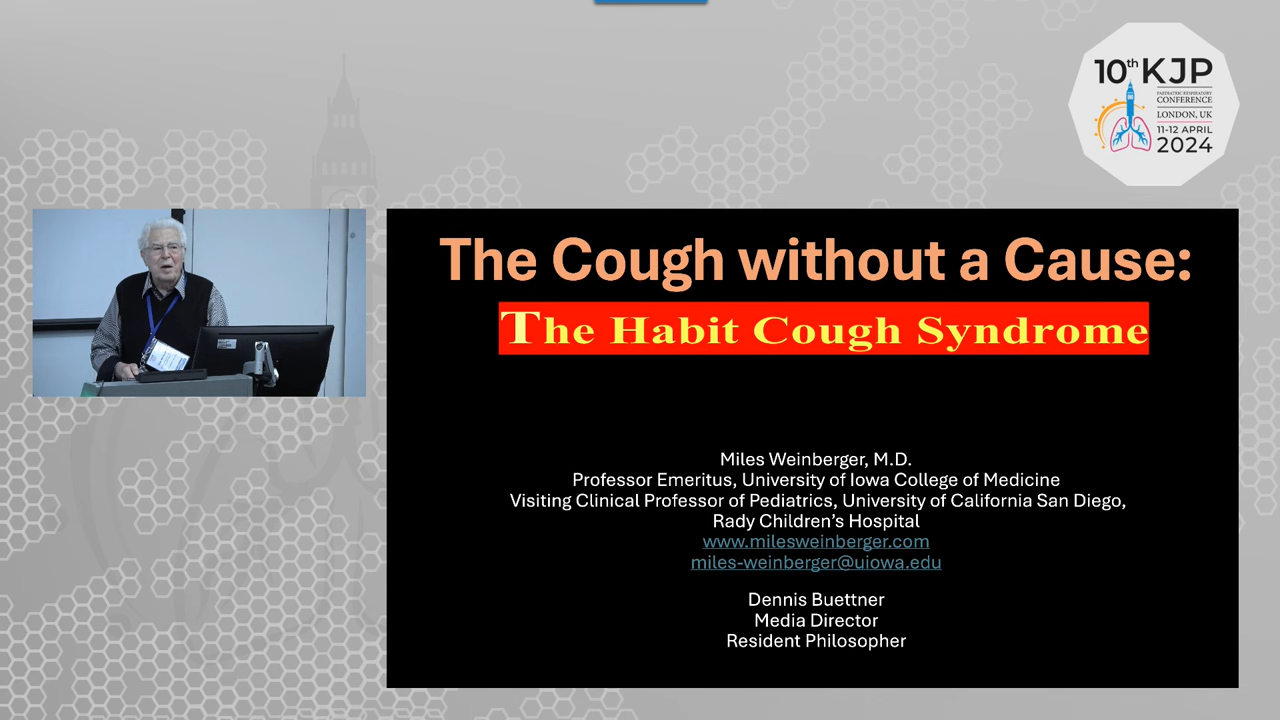 10th KJP
PAEDIATRIC RESPIRATORY
CONFERENCE
LONDON, UK
11-12 APRIL
2024
The Cough without a Cause:
The Habit Cough Syndrome
Miles Weinberger, M.D.
Professor Emeritus, University of Iowa College of Medicine
Visiting Clinical Professor of Pediatrics, University of California San Diego,
Rady Children’s Hospital
www.milesweinberger.com
miles-weinberger@uiowa.edu
Dennis Buettner
Media Director
Resident Philosopher